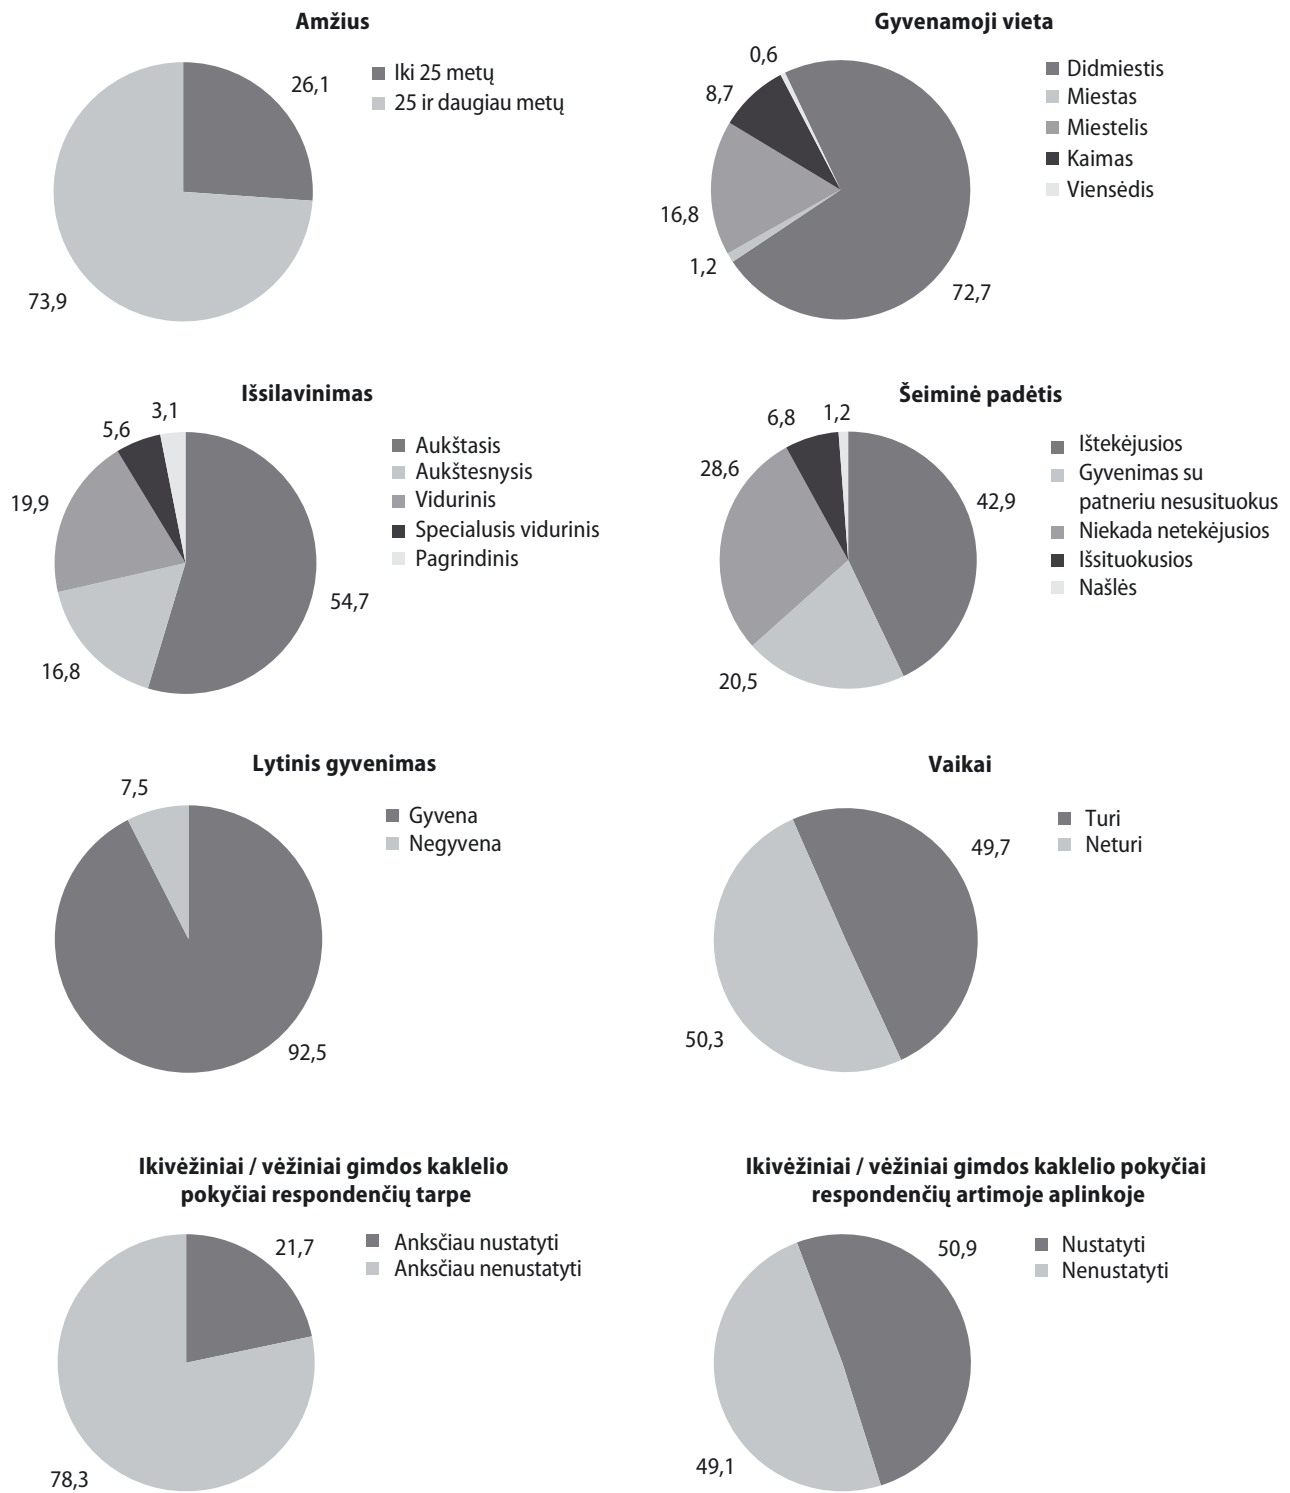 Amžius
26,1
73,9
Iki 25 metų
25 ir daugiau metų
Gyvenamoji vieta
0,6
8,7
16,8
1,2
72,7
Didmiestis
Miestas
Miestelis
Kaimas
Viensėdis
Išsilavinimas
3,1
5,6
19,9
16,8
54,7
Aukštasis
Aukštesnysis
Vidurinis
Specialusis vidurinis
Pagrindinis
Šeiminė padėtis
1,2
6,8
28,6
20,5
42,9
Ištekėjusios
Gyvenimas su
patneriu nesusituokus
Niekada netekėjusios
Išsituokusios
Našlės
Lytinis gyvenimas
7,5
92,5
Gyvena
Negyvena
Vaikai
49,7
50,3
Turi
Neturi
Ikivėžiniai / vėžiniai gimdos kaklelio
pokyčiai respondenčių tarpe
21,7
78,3
Anksčiau nustatyti
Anksčiau nenustatyti
Ikivėžiniai / vėžiniai gimdos kaklelio pokyčiai
respondenčių artimoje aplinkoje
50,9
49,1
Nustatyti
Nenustatyti